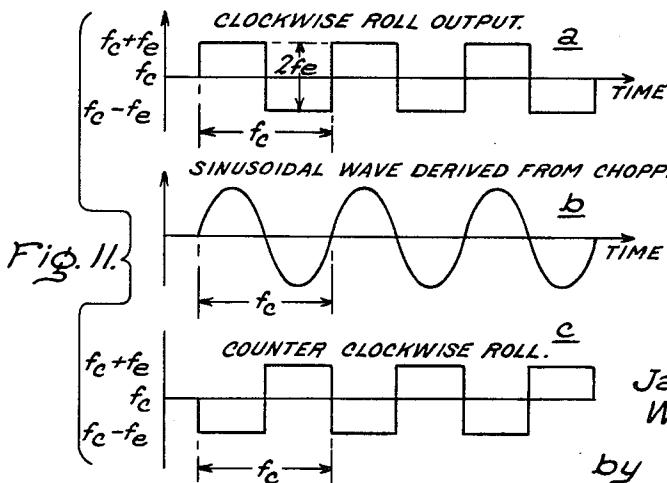 CLOCKWISE ROLL OUTPUT.
a
fc+fe
fc
fc−fe
2fe
TIME
fc
SINUSOIDAL WAVE DERIVED FROM
b
Fig. 11.
TIME
fc
c
COUNTER CLOCKWISE ROLL.
fc+fe
fc
fc−fe
fc
by